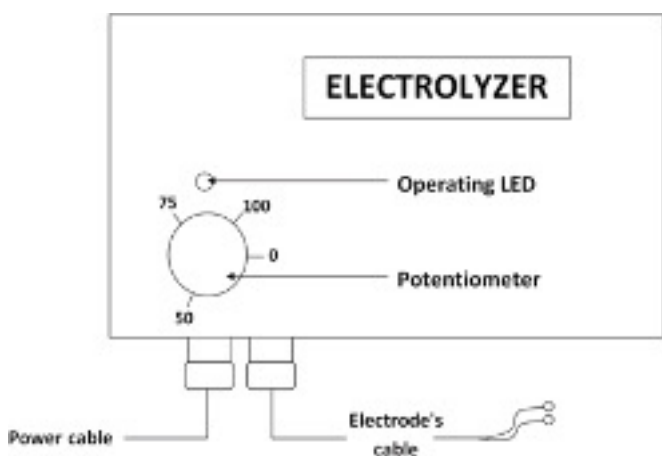 ELECTROLYZER
Operating LED
75
100
0
Potentiometer
50
Electrode's
cable
Power cable